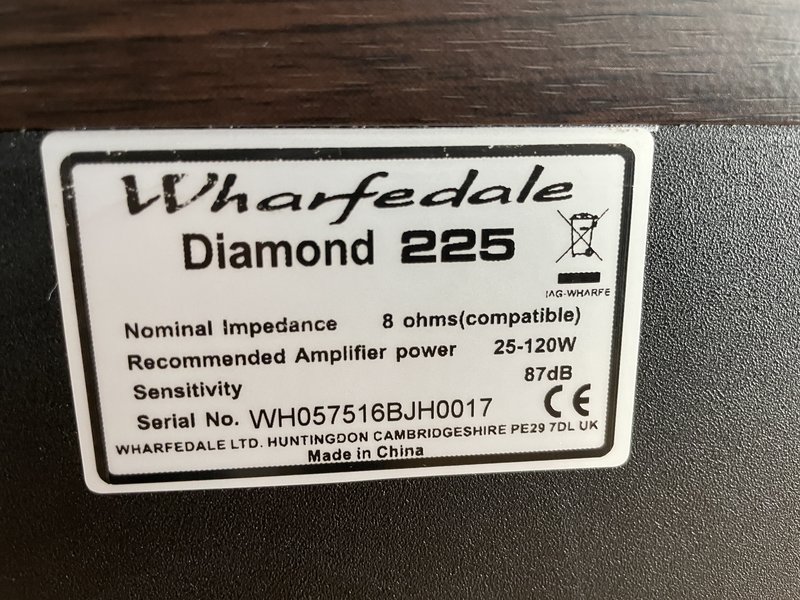 Wharfedale
Diamond 225
IAG-WHARFE
Nominal Impedance 8 ohms(compatible)
Recommended Amplifier power 25-120W
Sensitivity 87dB
Serial No. WH057516BJH0017
CE
WHARFEDALE LTD. HUNTINGDON CAMBRIDGESHIRE PE29 7DL UK
Made in China